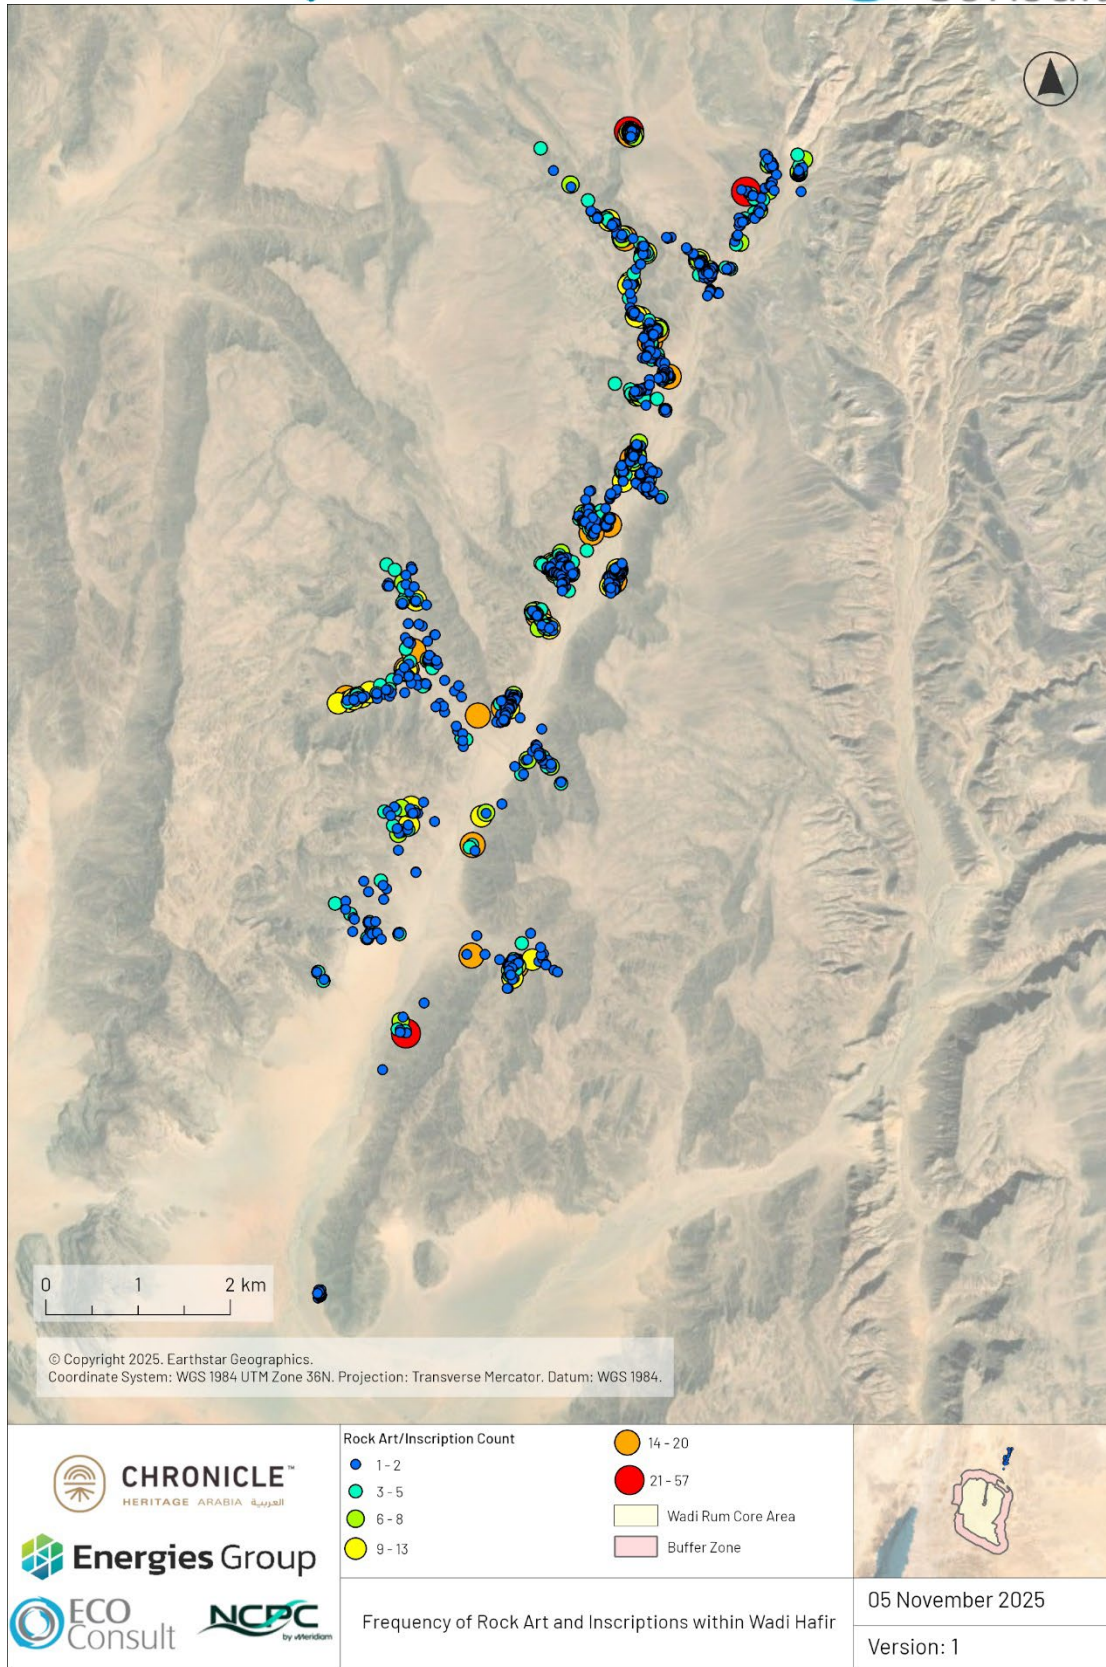 0 1 2 km
© Copyright 2025. Earthstar Geographics.
Coordinate System: WGS 1984 UTM Zone 36N. Projection: Transverse Mercator. Datum: WGS 1984.
CHRONICLE™
HERITAGE ARABIA العربية
Energies Group
ECO
Consult
NCPC
by Meridiam
Rock Art/Inscription Count
1 - 2
3 - 5
6 - 8
9 - 13
14 - 20
21 - 57
Wadi Rum Core Area
Buffer Zone
Frequency of Rock Art and Inscriptions within Wadi Hafir
05 November 2025
Version: 1